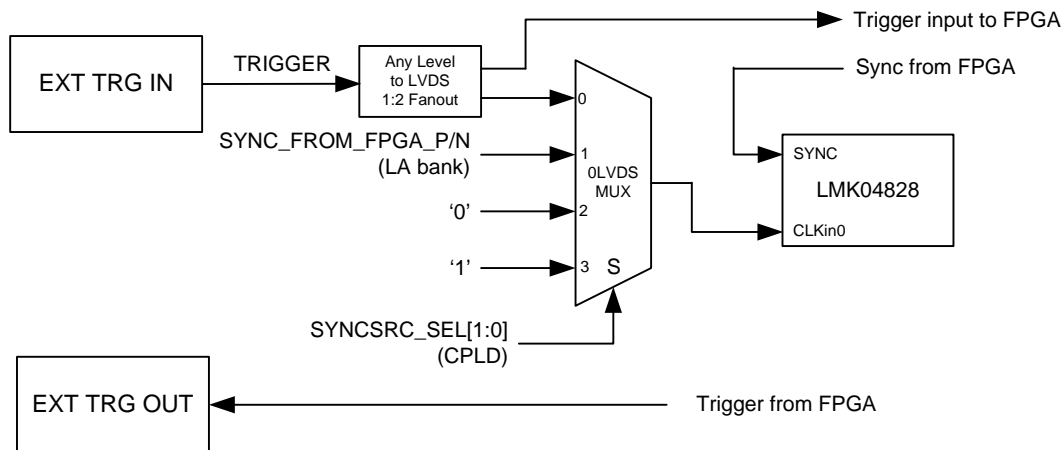 Trigger input to FPGA
EXT TRG IN
TRIGGER
Any Level
to LVDS
1:2 Fanout
Sync from FPGA
0
SYNC_FROM_FPGA_P/N
(LA bank)
1
0LVDS
MUX
SYNC
LMK04828
‘0’
2
CLKin0
‘1’
3
S
SYNCSRC_SEL[1:0]
(CPLD)
EXT TRG OUT
Trigger from FPGA